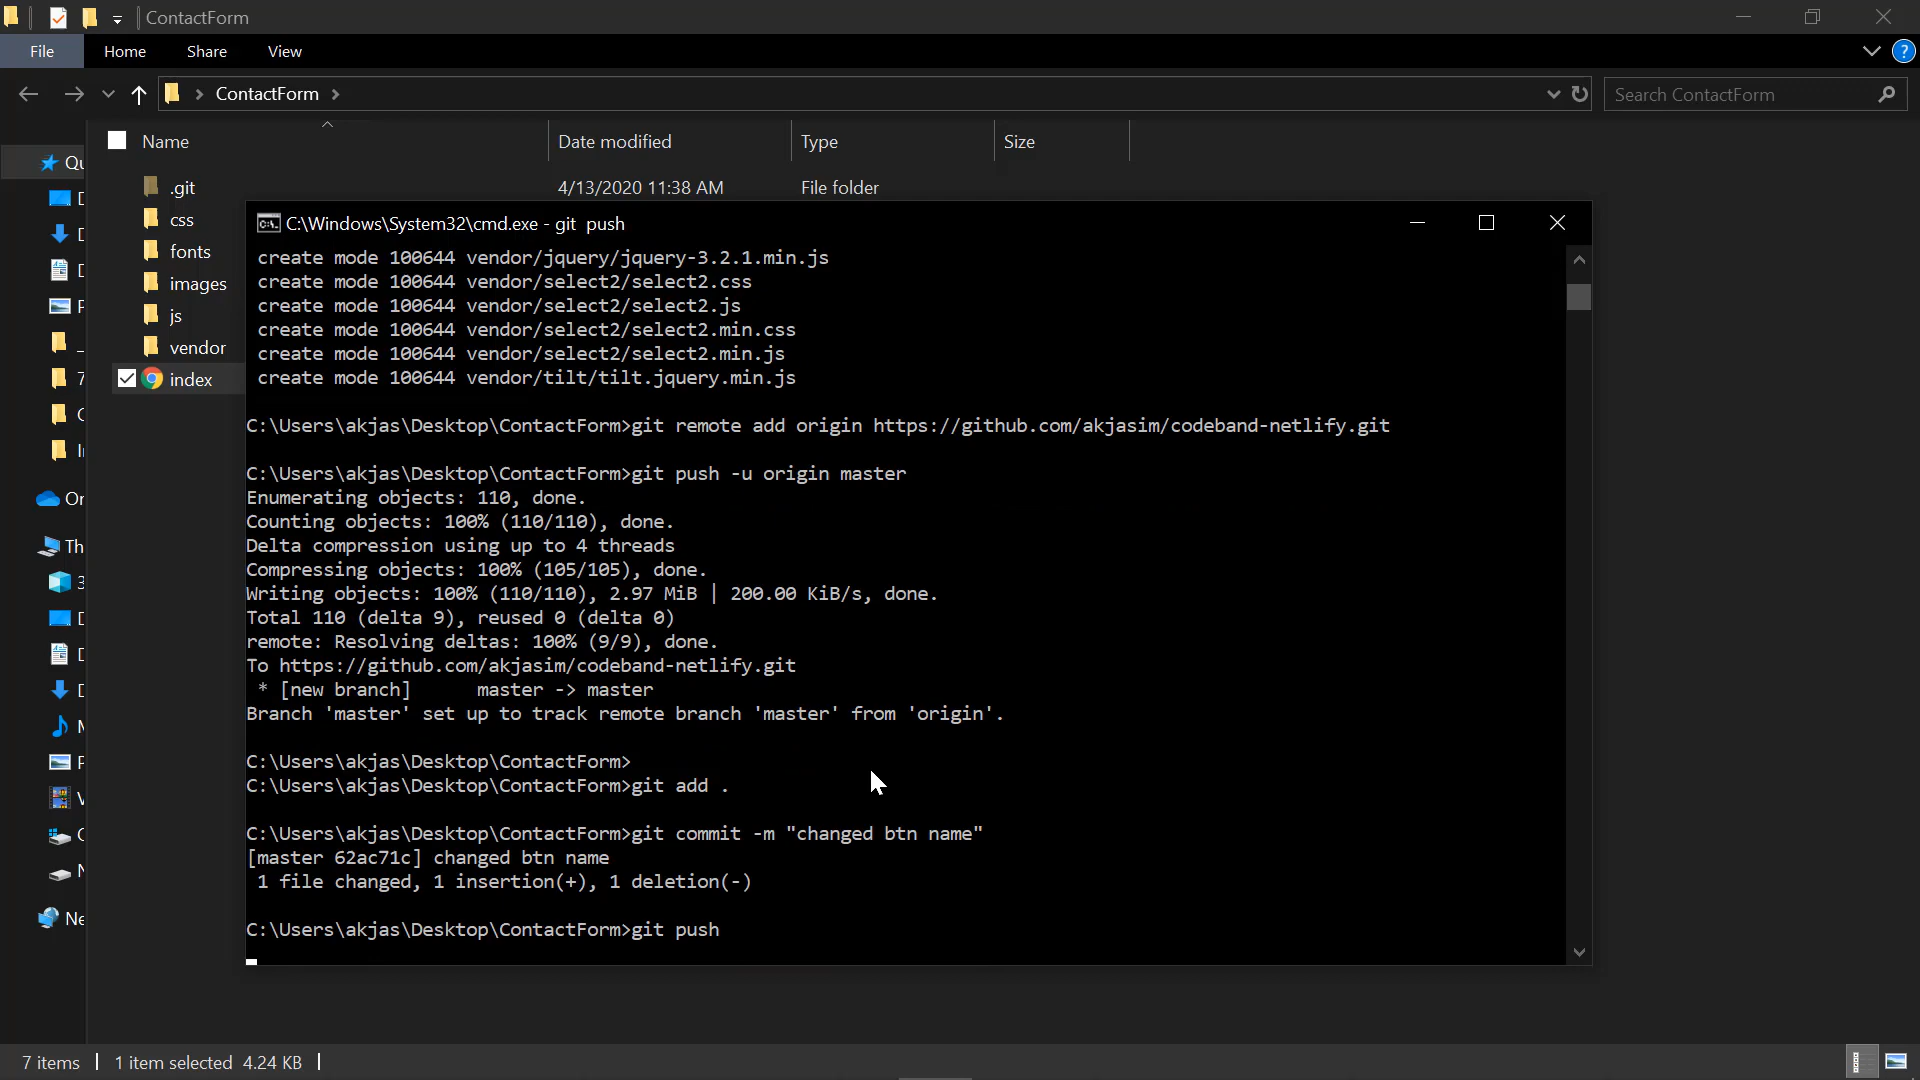 ContactForm
File Home Share View
ContactForm
Search ContactForm
Name Date modified Type Size
.git 4/13/2020 11:38 AM File folder
css
fonts
images
js
vendor
index
C:\Windows\System32\cmd.exe - git  push
create mode 100644 vendor/jquery/jquery-3.2.1.min.js
create mode 100644 vendor/select2/select2.css
create mode 100644 vendor/select2/select2.js
create mode 100644 vendor/select2/select2.min.css
create mode 100644 vendor/select2/select2.min.js
create mode 100644 vendor/tilt/tilt.jquery.min.js
C:\Users\akjas\Desktop\ContactForm>git remote add origin https://github.com/akjasim/codeband-netlify.git
C:\Users\akjas\Desktop\ContactForm>git push -u origin master
Enumerating objects: 110, done.
Counting objects: 100% (110/110), done.
Delta compression using up to 4 threads
Compressing objects: 100% (105/105), done.
Writing objects: 100% (110/110), 2.97 MiB | 200.00 KiB/s, done.
Total 110 (delta 9), reused 0 (delta 0)
remote: Resolving deltas: 100% (9/9), done.
To https://github.com/akjasim/codeband-netlify.git
* [new branch]      master -> master
Branch 'master' set up to track remote branch 'master' from 'origin'.
C:\Users\akjas\Desktop\ContactForm>
C:\Users\akjas\Desktop\ContactForm>git add .
C:\Users\akjas\Desktop\ContactForm>git commit -m "changed btn name"
[master 62ac71c] changed btn name
1 file changed, 1 insertion(+), 1 deletion(-)
C:\Users\akjas\Desktop\ContactForm>git push
7 items 1 item selected 4.24 KB